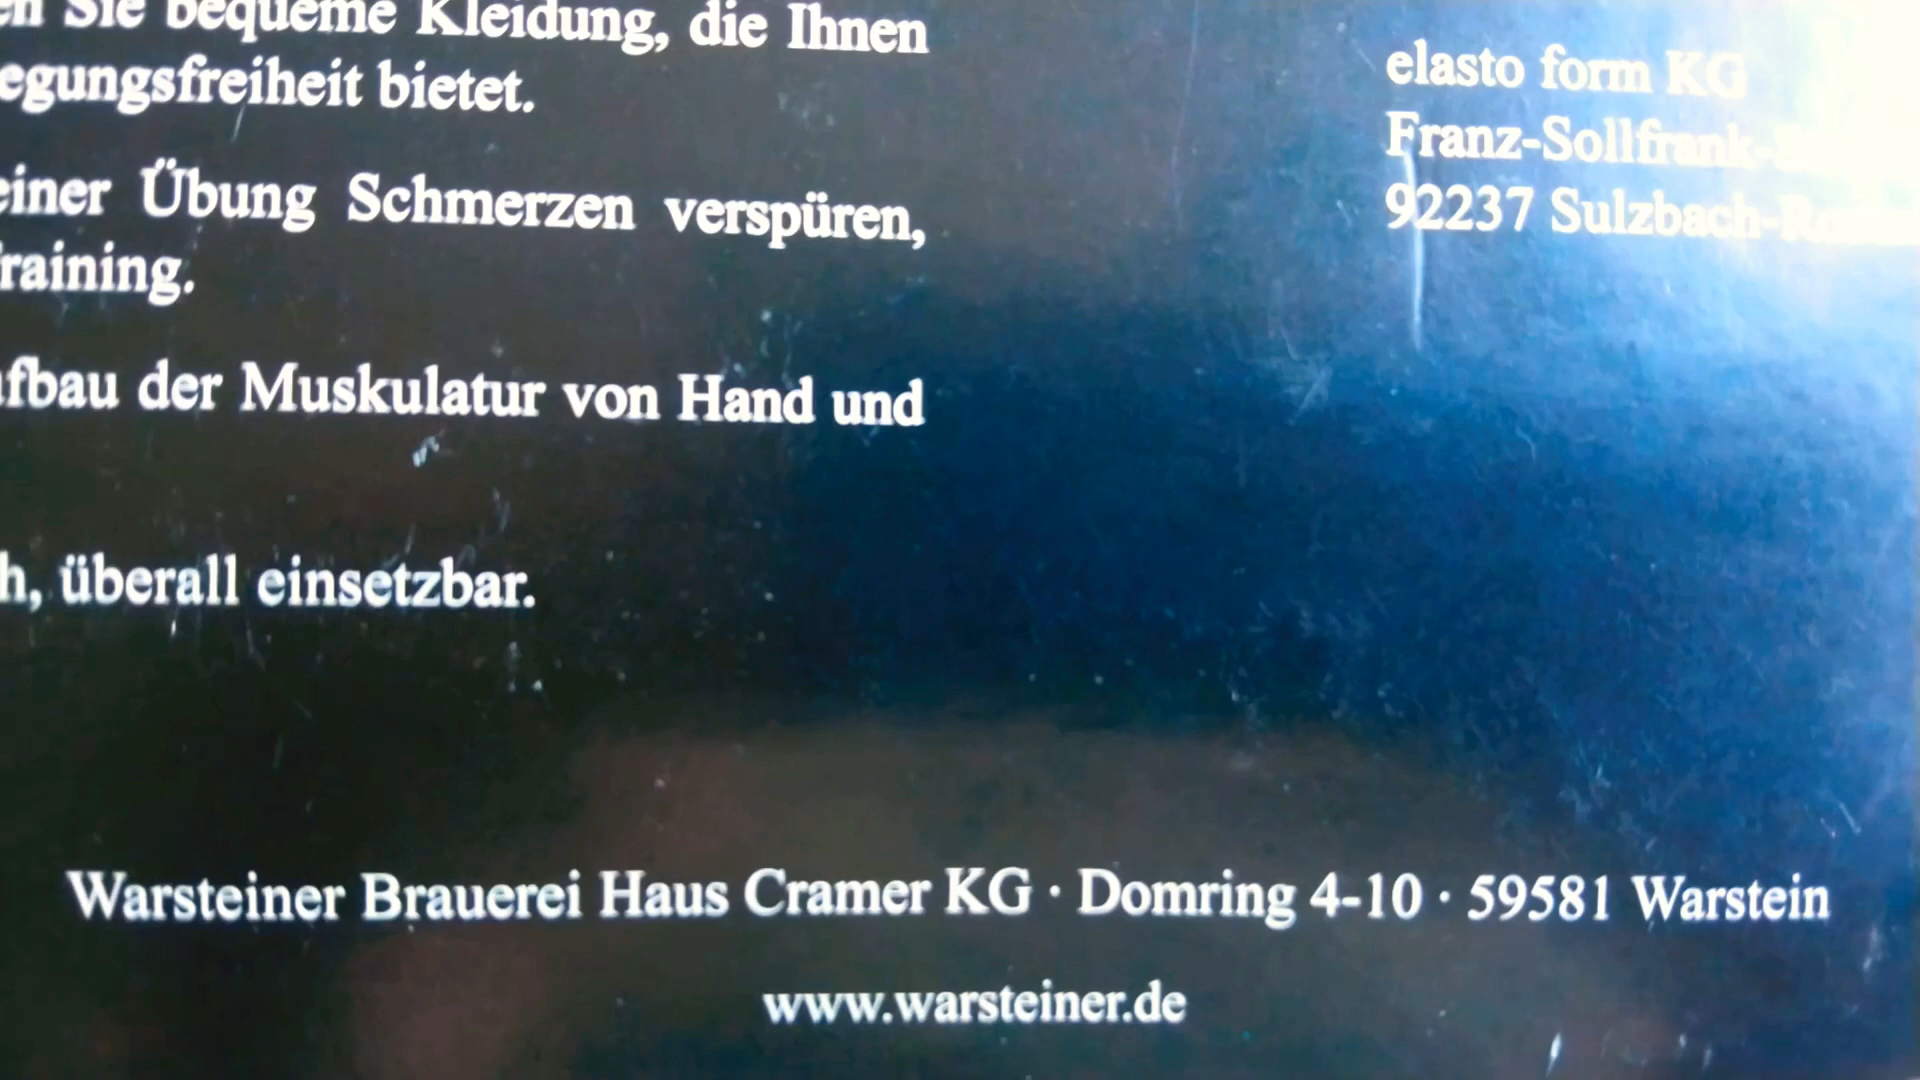 Sie bequeme Kleidung, die Ihnen
egungsfreiheit bietet.
einer Übung Schmerzen verspüren,
raining.
ufbau der Muskulatur von Hand und
h, überall einsetzbar.
elasto form KG
Franz-Sollfrank-
92237 Sulzbach-Ro
Warsteiner Brauerei Haus Cramer KG · Domring 4-10 · 59581 Warstein
www.warsteiner.de